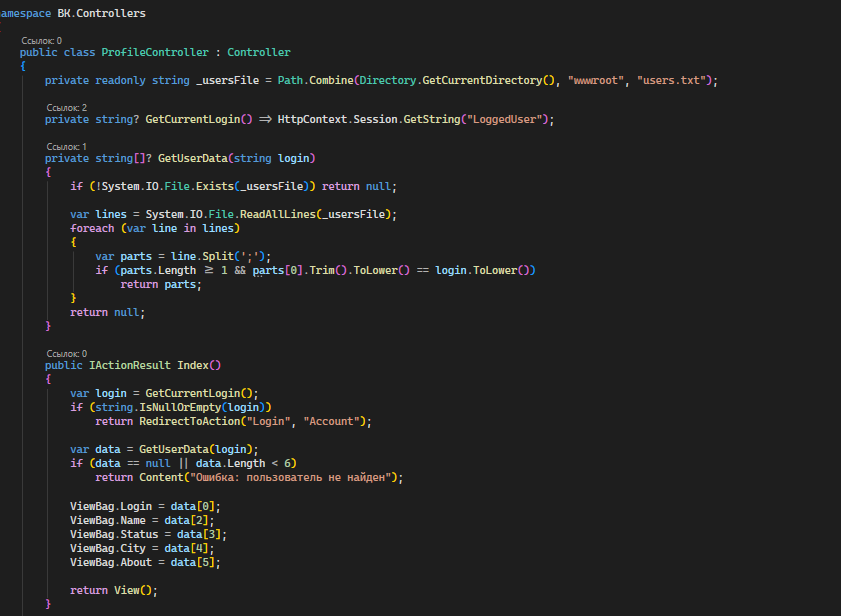 namespace BK.Controllers
{
Ссылок: 0
public class ProfileController : Controller
{
private readonly string _usersFile = Path.Combine(Directory.GetCurrentDirectory(), "wwwroot", "users.txt");
Ссылок: 2
private string? GetCurrentLogin() => HttpContext.Session.GetString("LoggedUser");
Ссылок: 1
private string[]? GetUserData(string login)
{
if (!System.IO.File.Exists(_usersFile)) return null;
var lines = System.IO.File.ReadAllLines(_usersFile);
foreach (var line in lines)
{
var parts = line.Split(';');
if (parts.Length ≥ 1 && parts[0].Trim().ToLower() == login.ToLower())
return parts;
}
return null;
}
Ссылок: 0
public IActionResult Index()
{
var login = GetCurrentLogin();
if (string.IsNullOrEmpty(login))
return RedirectToAction("Login", "Account");
var data = GetUserData(login);
if (data == null || data.Length < 6)
return Content("Ошибка: пользователь не найден");
ViewBag.Login = data[0];
ViewBag.Name = data[2];
ViewBag.Status = data[3];
ViewBag.City = data[4];
ViewBag.About = data[5];
return View();
}